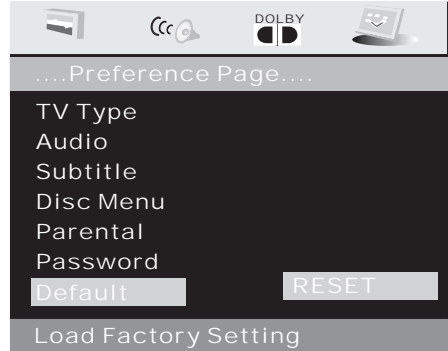 DOLBY
....Preference Page....
TV Type
Audio
Subtitle
Disc Menu
Parental
Password
Default RESET
Load Factory Setting